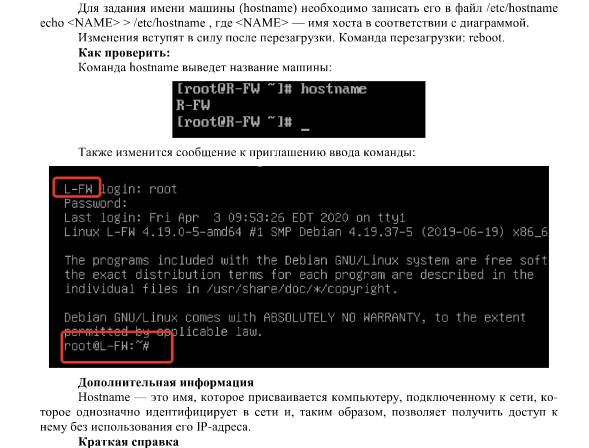 Для задания имени машины (hostname) необходимо записать его в файл /etc/hostname
echo <NAME> > /etc/hostname , где <NAME> — имя хоста в соответствии с диаграммой.
Изменения вступят в силу после перезагрузки. Команда перезагрузки: reboot.
Как проверить:
Команда hostname выведет название машины:
[root@R-FW ~]# hostname
R-FW
[root@R-FW ~]# _
Также изменится сообщение к приглашению ввода команды:
L-FW login: root
Password:
Last login: Fri Apr  3 09:53:26 EDT 2020 on tty1
Linux L-FW 4.19.0-5-amd64 #1 SMP Debian 4.19.37-5 (2019-06-19) x86_6
The programs included with the Debian GNU/Linux system are free soft
the exact distribution terms for each program are described in the
individual files in /usr/share/doc/*/copyright.
Debian GNU/Linux comes with ABSOLUTELY NO WARRANTY, to the extent
permitted by applicable law.
root@L-FW:~#
Дополнительная информация
Hostname — это имя, которое присваивается компьютеру, подключенному к сети, ко-
торое однозначно идентифицирует в сети и, таким образом, позволяет получить доступ к
нему без использования его IP-адреса.
Краткая справка